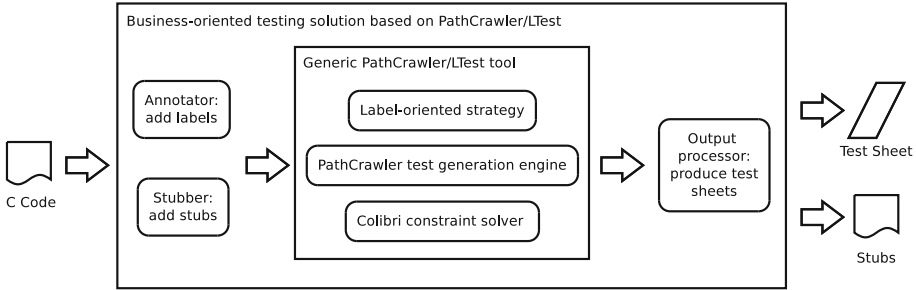 Business-oriented testing solution based on PathCrawler/LTest
Generic PathCrawler/LTest tool
Annotator:
add labels
Label-oriented strategy
Output
processor:
produce test
sheets
Test Sheet
PathCrawler test generation engine
C Code
Stubber:
add stubs
Colibri constraint solver
Stubs